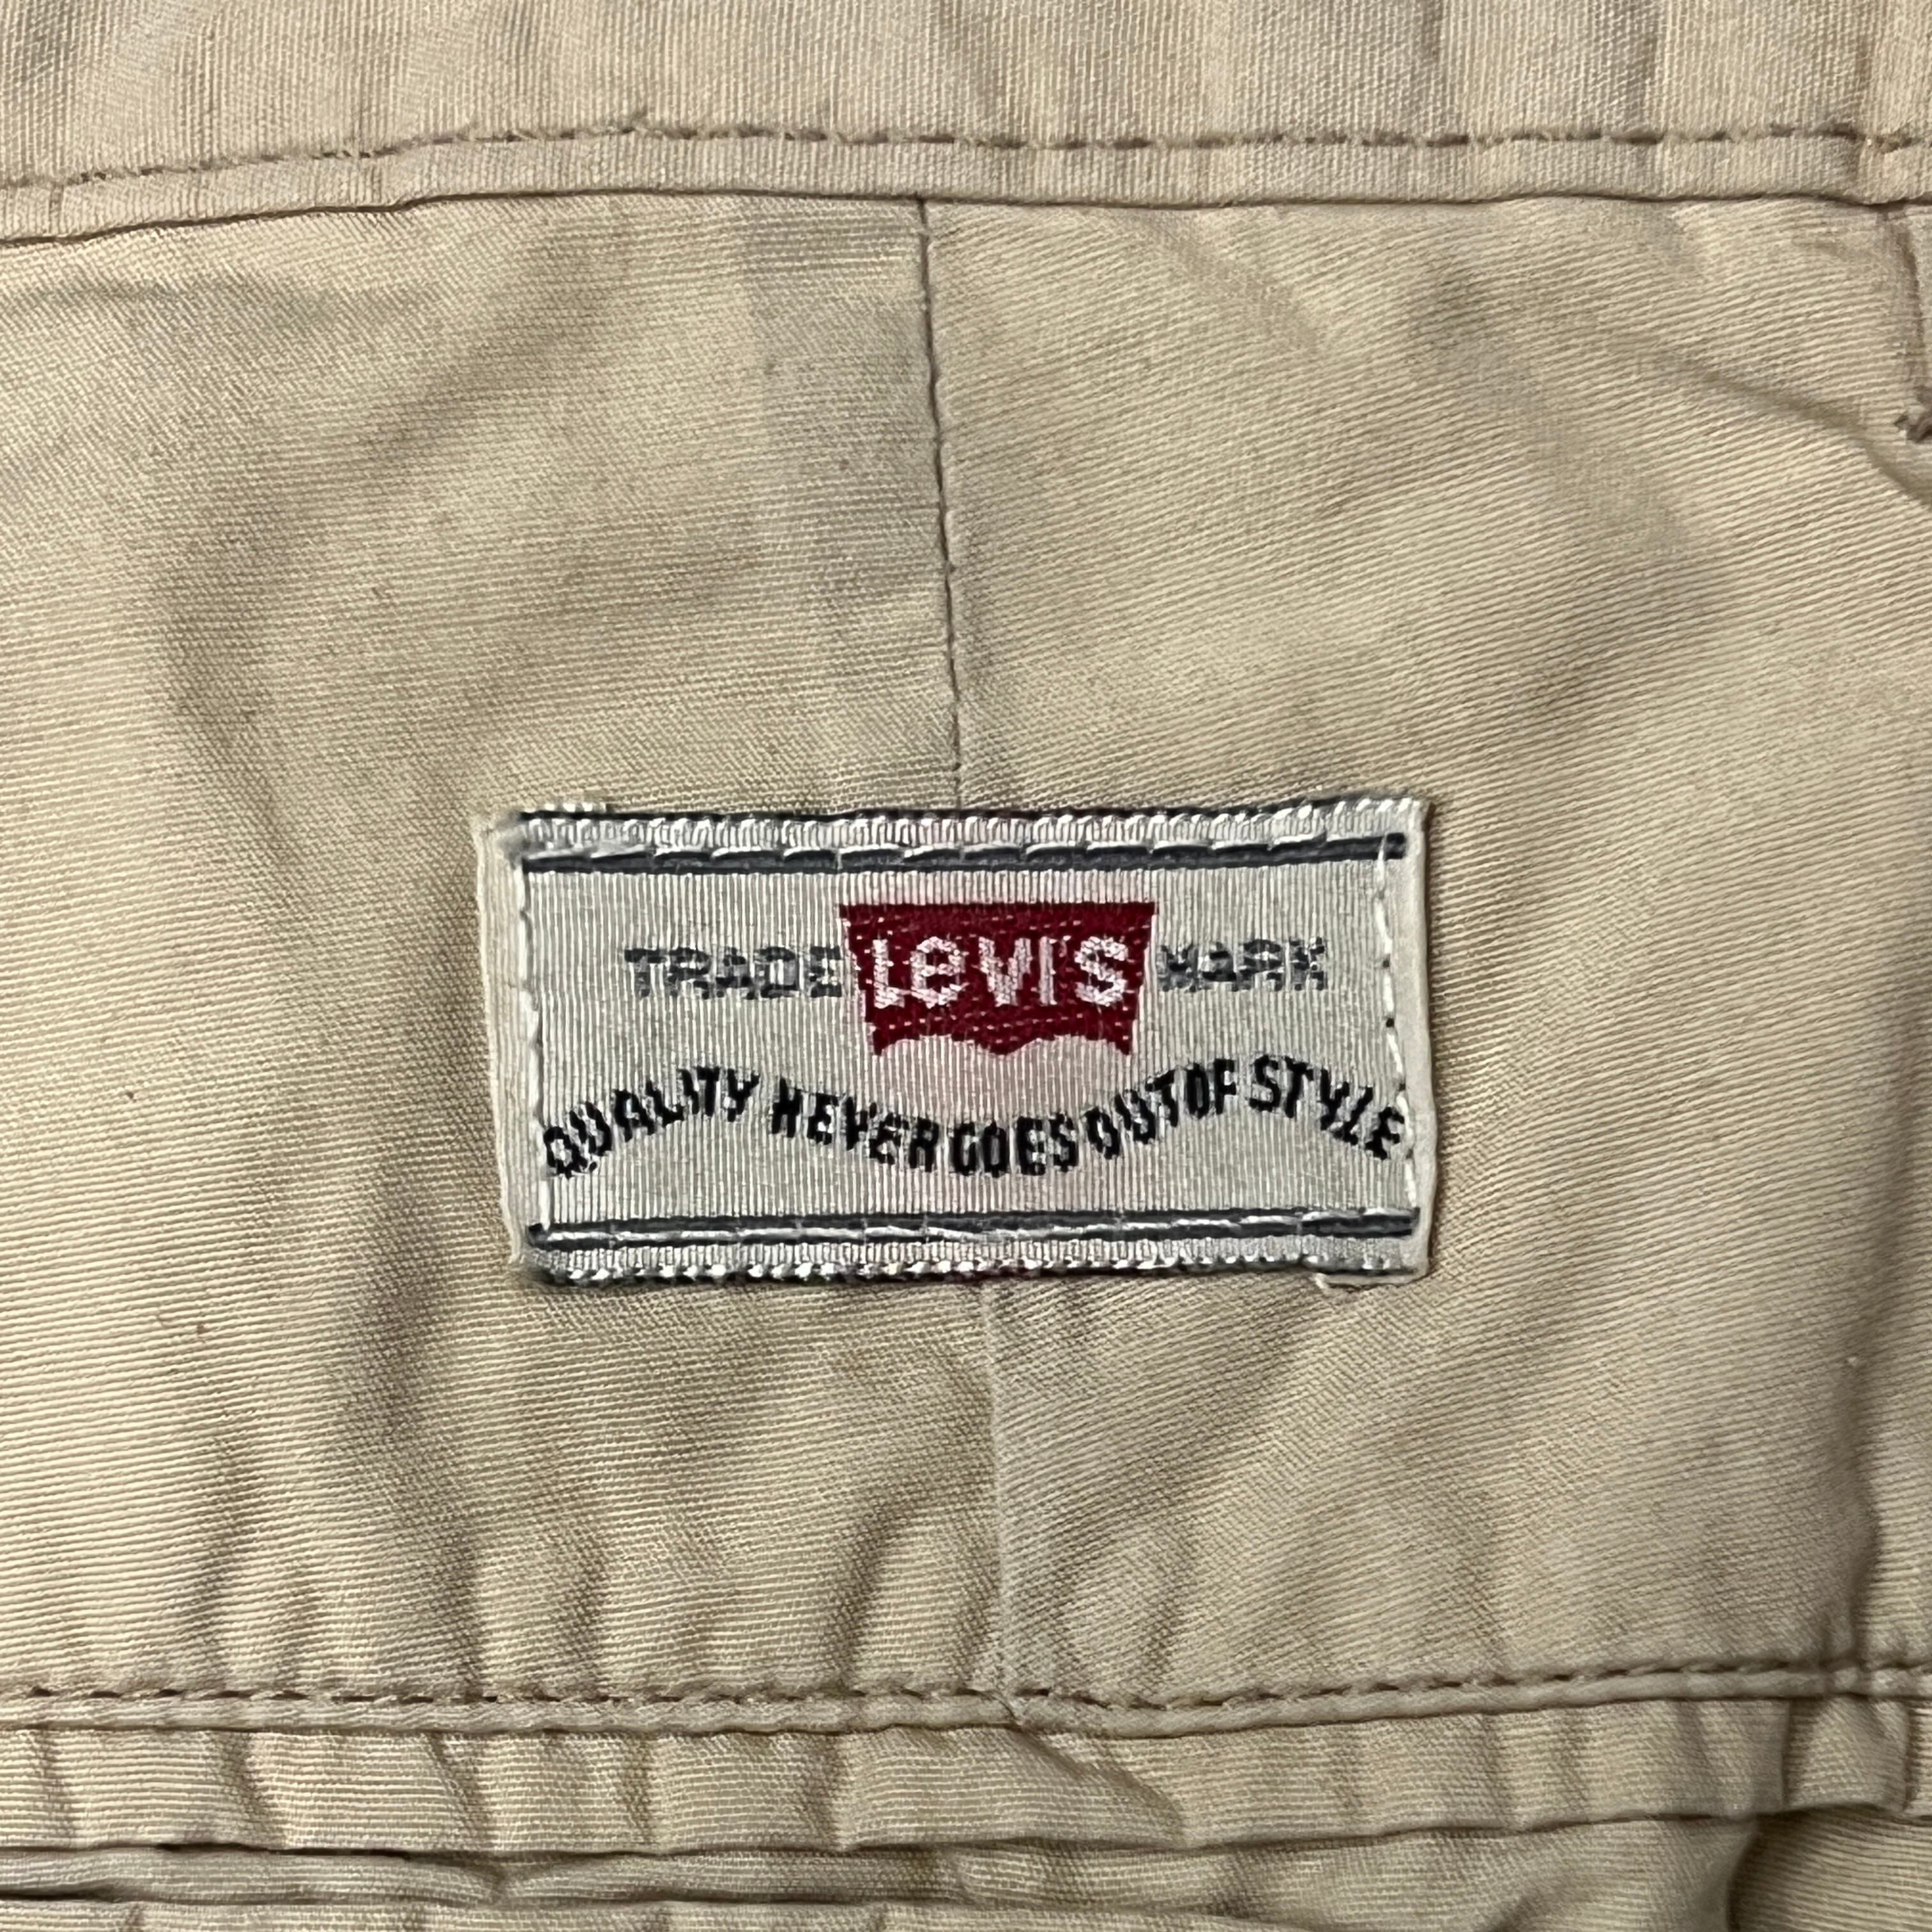 TRADE LEVI'S MARK
QUALITY NEVER GOES OUT OF STYLE